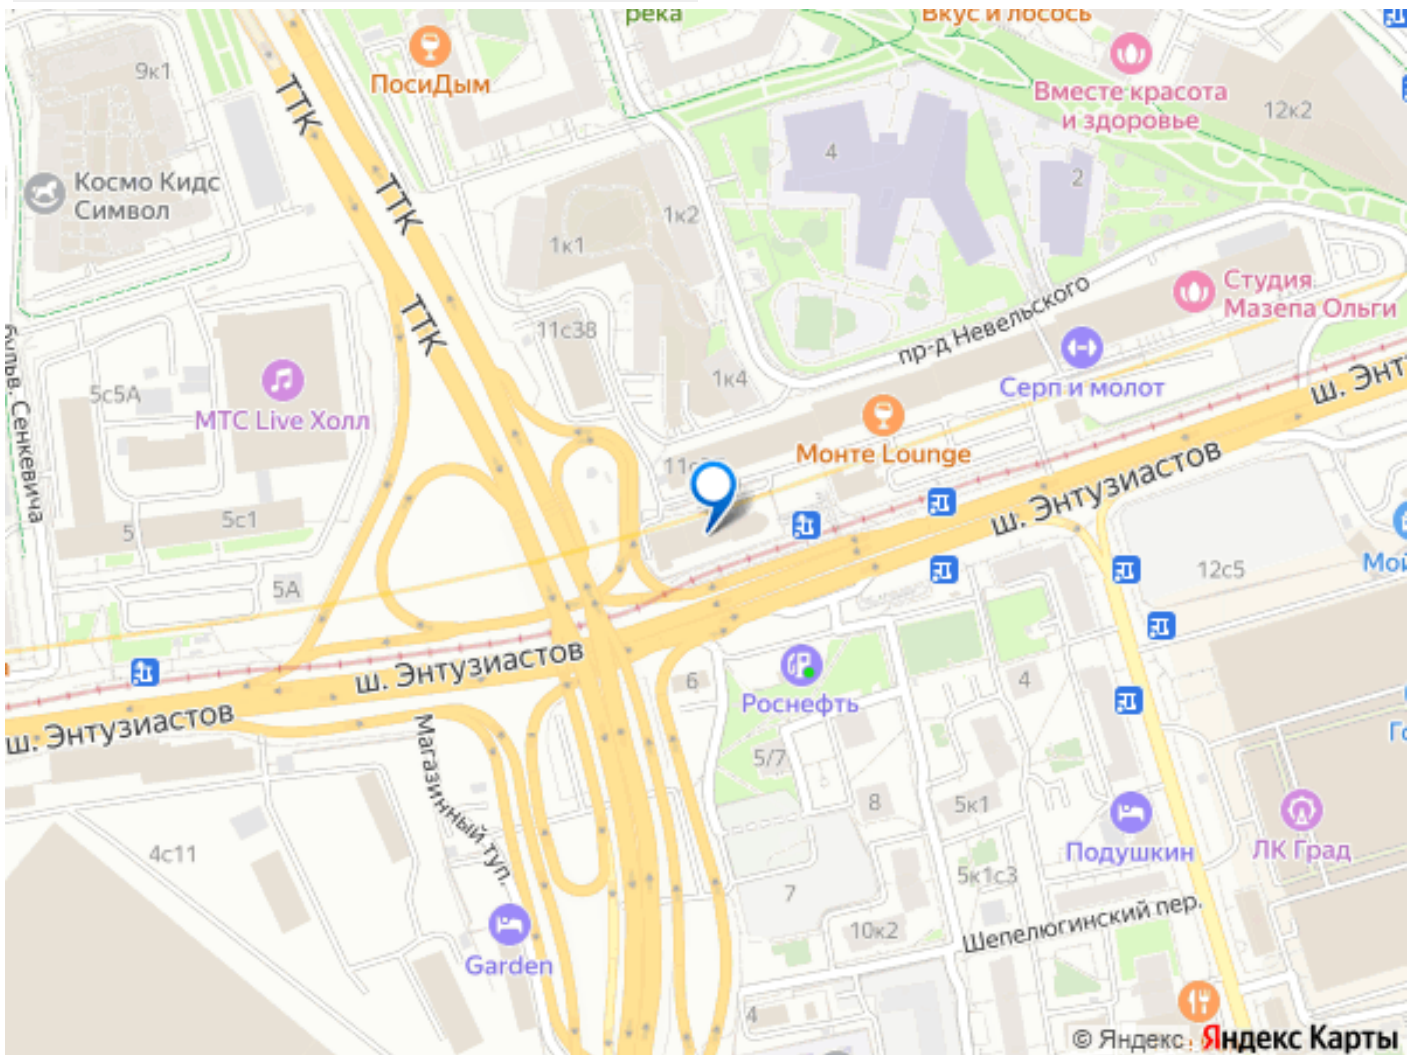 река
Вкус и лосось
9к1
ТТК
ПосиДым
Вместе красота
и здоровье
12к2
4
2
Космо Кидс
Символ
ТТК
1к2
1к1
Студия
Мазепа Ольги
пр-д Невельского
ТТК
11с38
1к4
Серп и молот
бульв. Сенкевича
5с5А
МТС Live Холл
ш. Энт
Монте Lounge
ш. Энтузиастов
5
5с1
5А
12с5
Мой
ш. Энтузиастов
6
4
Роснефть
ш. Энтузиастов
Го
Магазинный туп.
5/7
8
5к1
4с11
Подушкин
ЛК Град
5к1с3
7
10к2
Шепелюгинский пер.
Garden
4
© Яндекс
Яндекс Карты